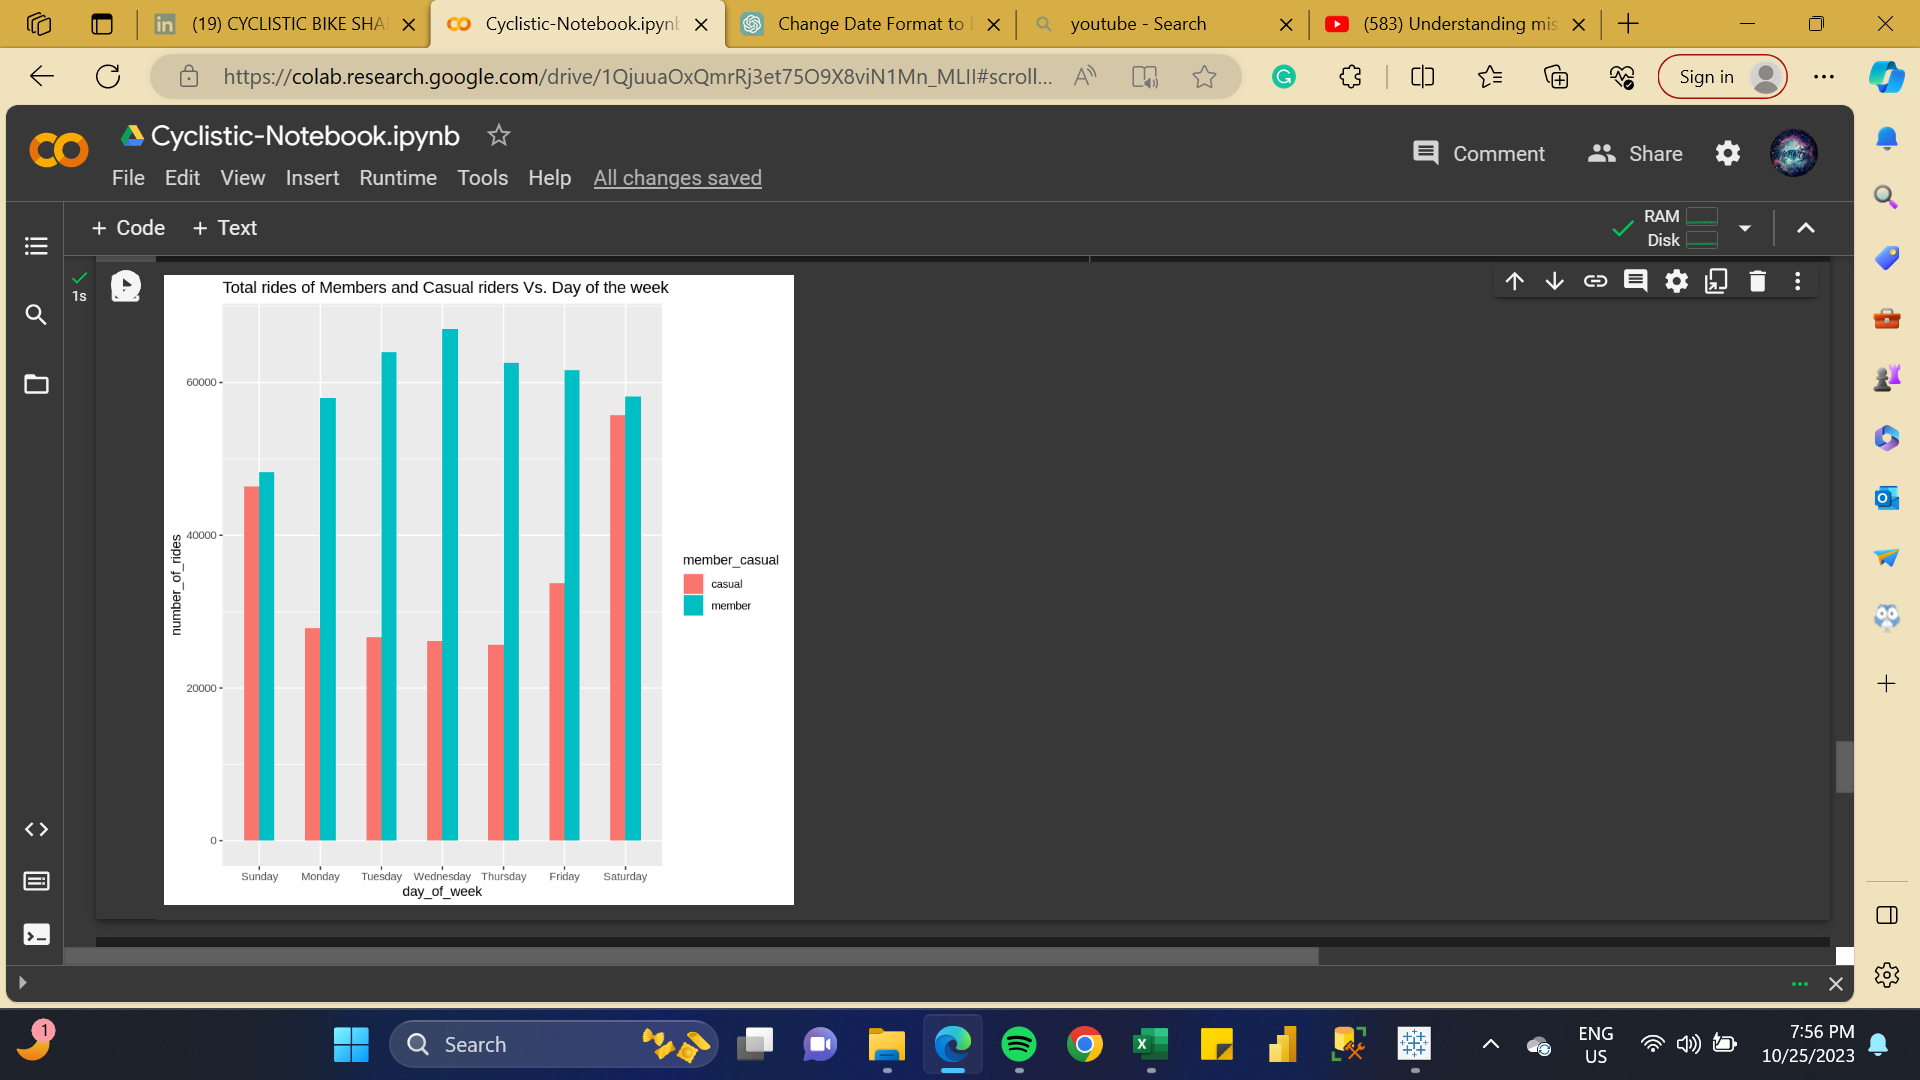 (19) CYCLISTIC BIKE SHA
Cyclistic-Notebook.ipynb
Change Date Format to
youtube - Search
(583) Understanding mis
https://colab.research.google.com/drive/1QjuuaOxQmrRj3et75O9X8viN1Mn_MLII#scroll...
Sign in
Cyclistic-Notebook.ipynb
Comment
Share
File Edit View Insert Runtime Tools Help All changes saved
+ Code + Text
RAM
Disk
1s
Total rides of Members and Casual riders Vs. Day of the week
60000
40000
20000
0
number_of_rides
Sunday Monday Tuesday Wednesday Thursday Friday Saturday
day_of_week
member_casual
casual
member
1
Search
ENG
US
7:56 PM
10/25/2023